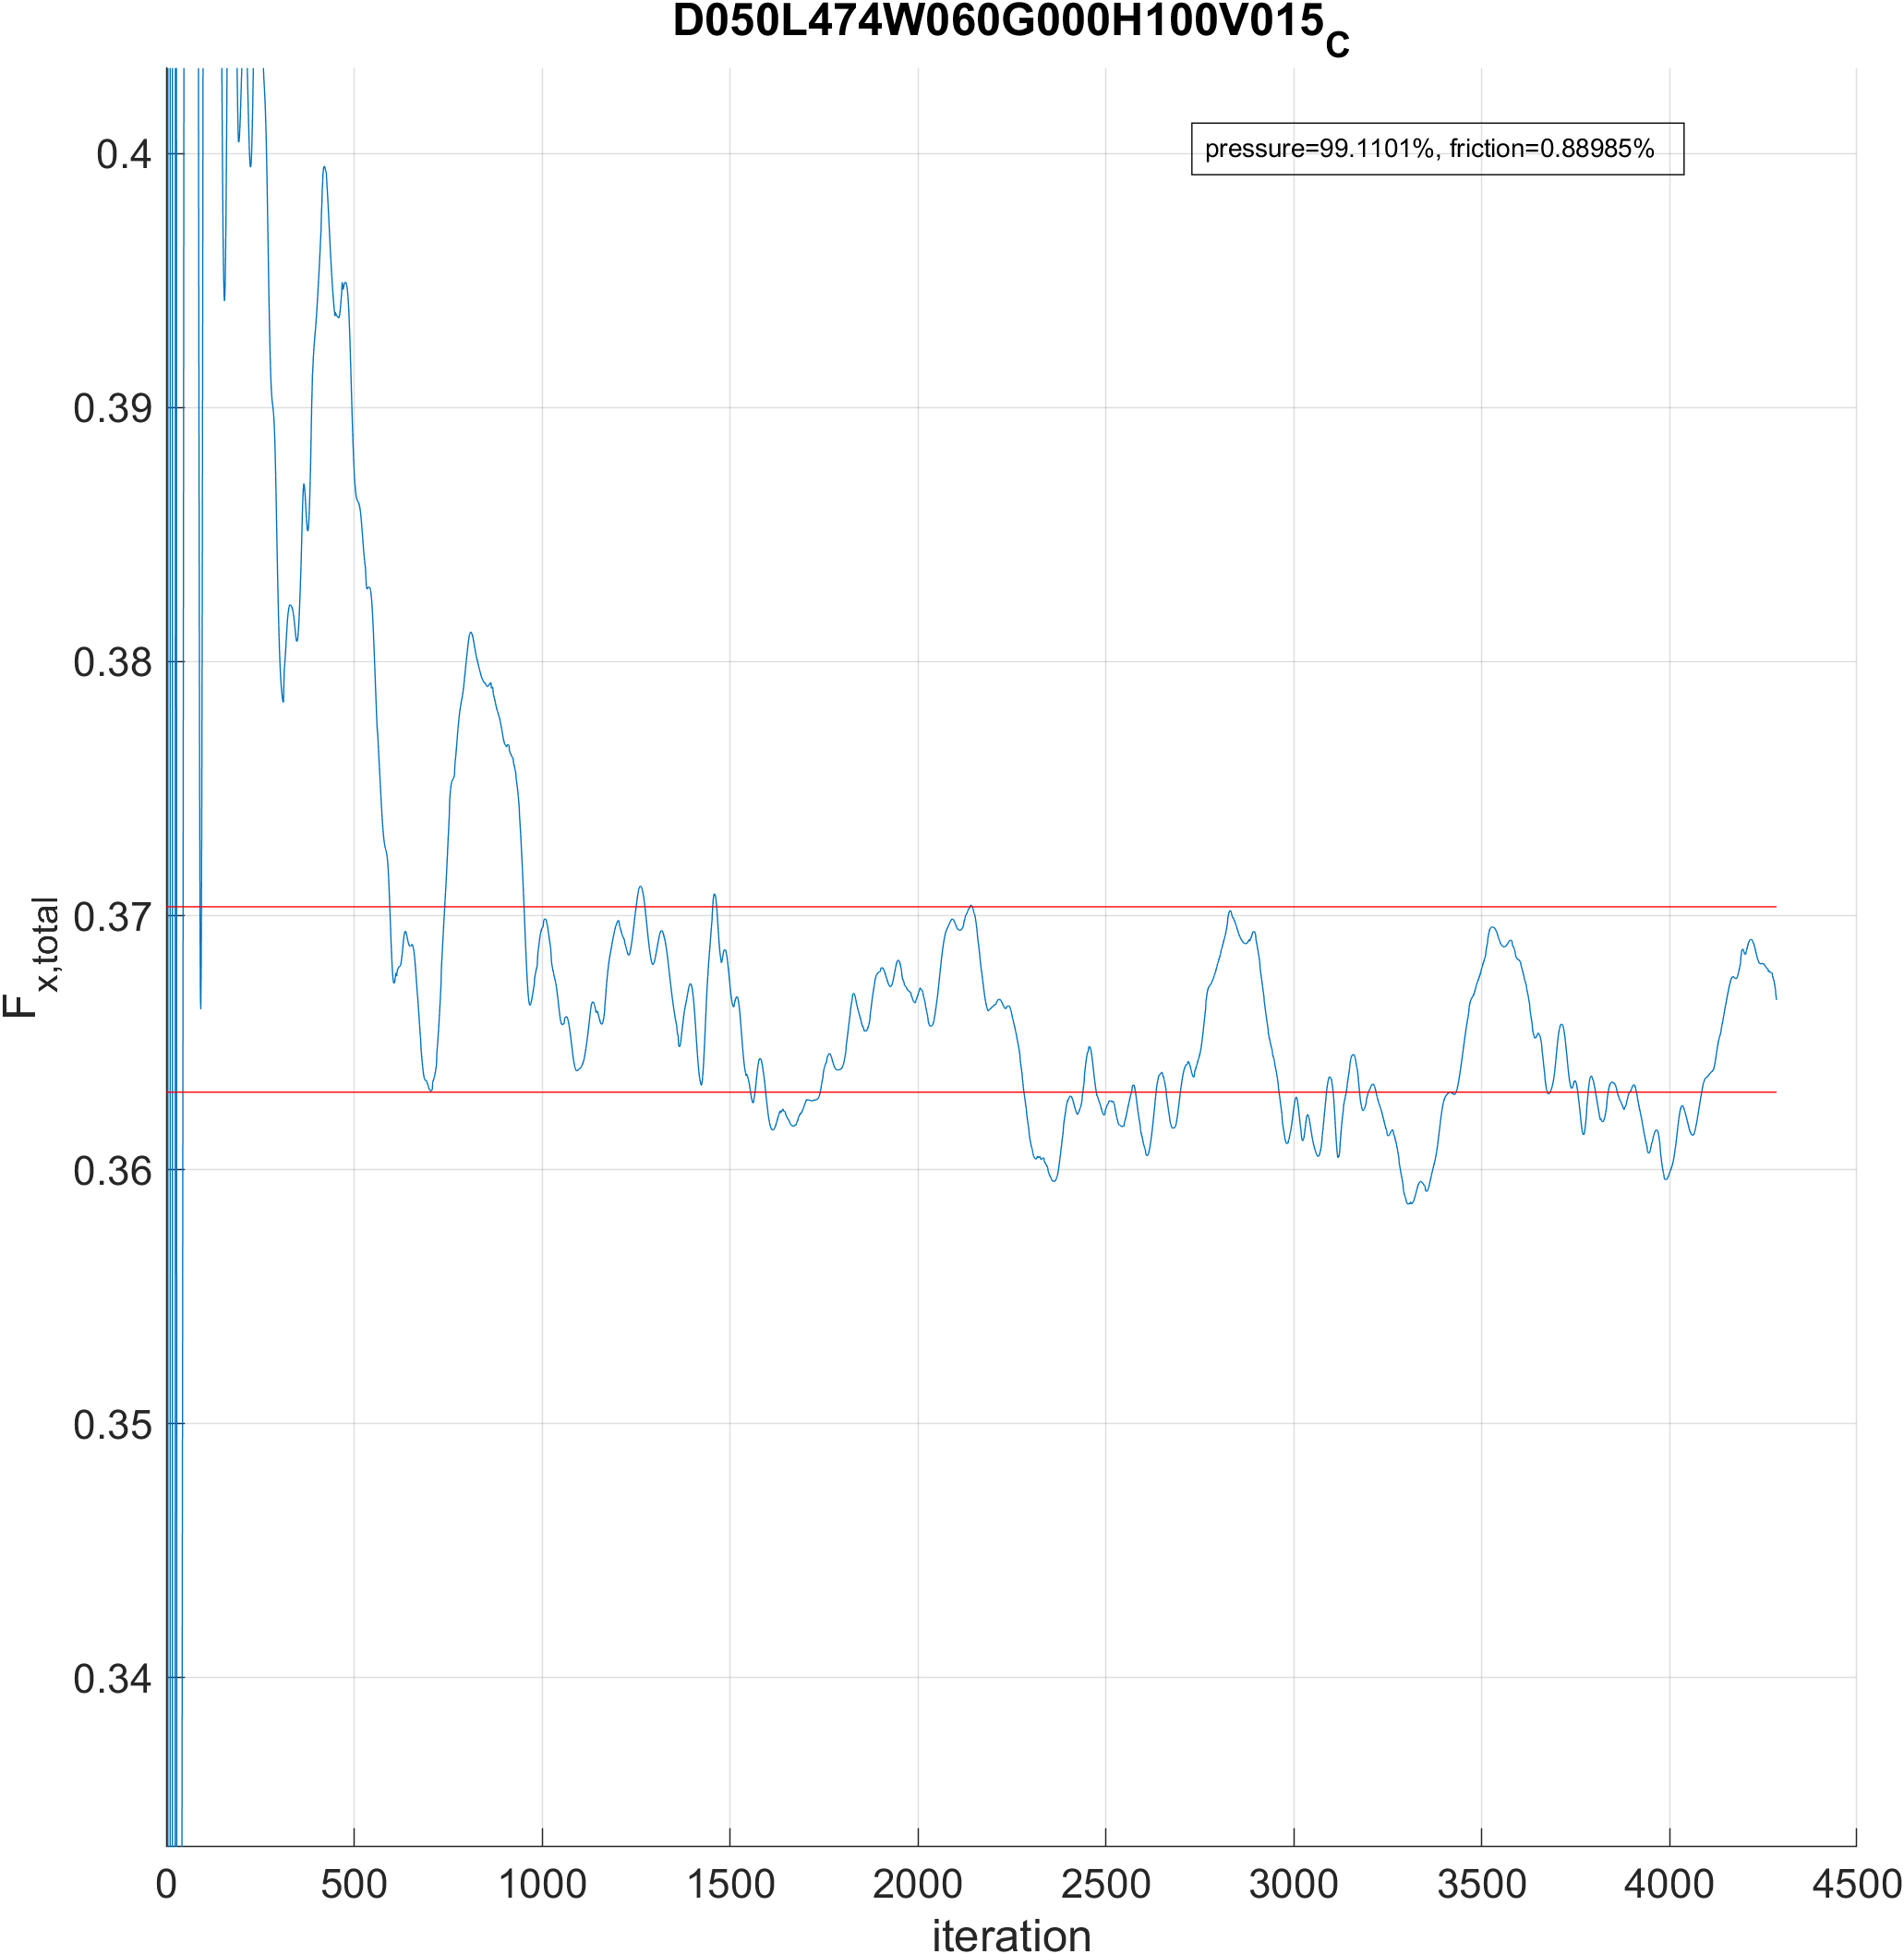 D050L474W060G000H100V015C
pressure=99.1101%, friction=0.88985%
0.4
0.39
0.38
0.37
0.36
0.35
0.34
F x,total
0 500 1000 1500 2000 2500 3000 3500 4000 4500
iteration